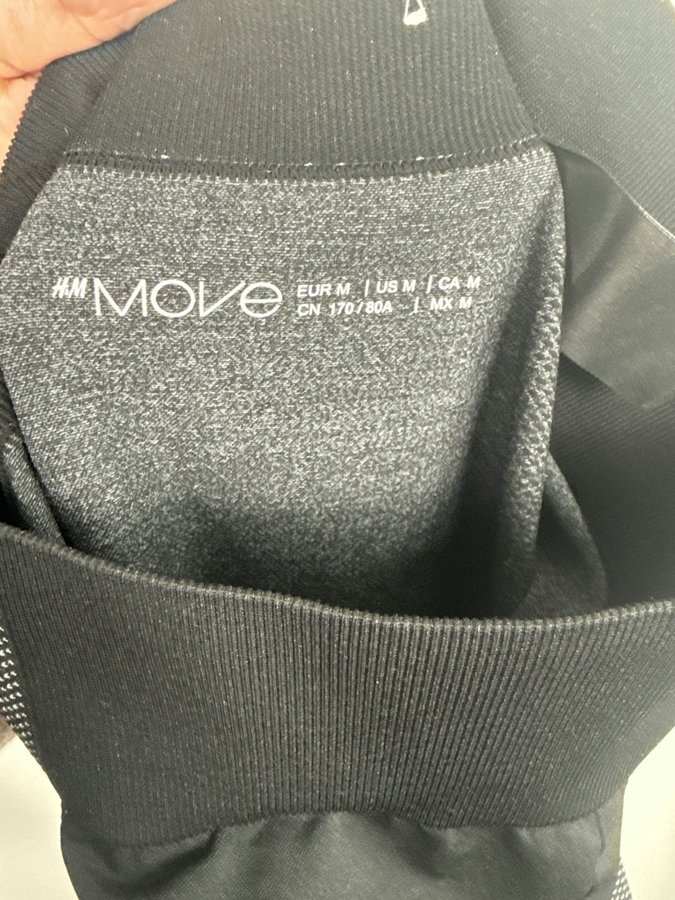 H&M MOVE EUR M | US M | CA M
CN 170 / 80A | MX M